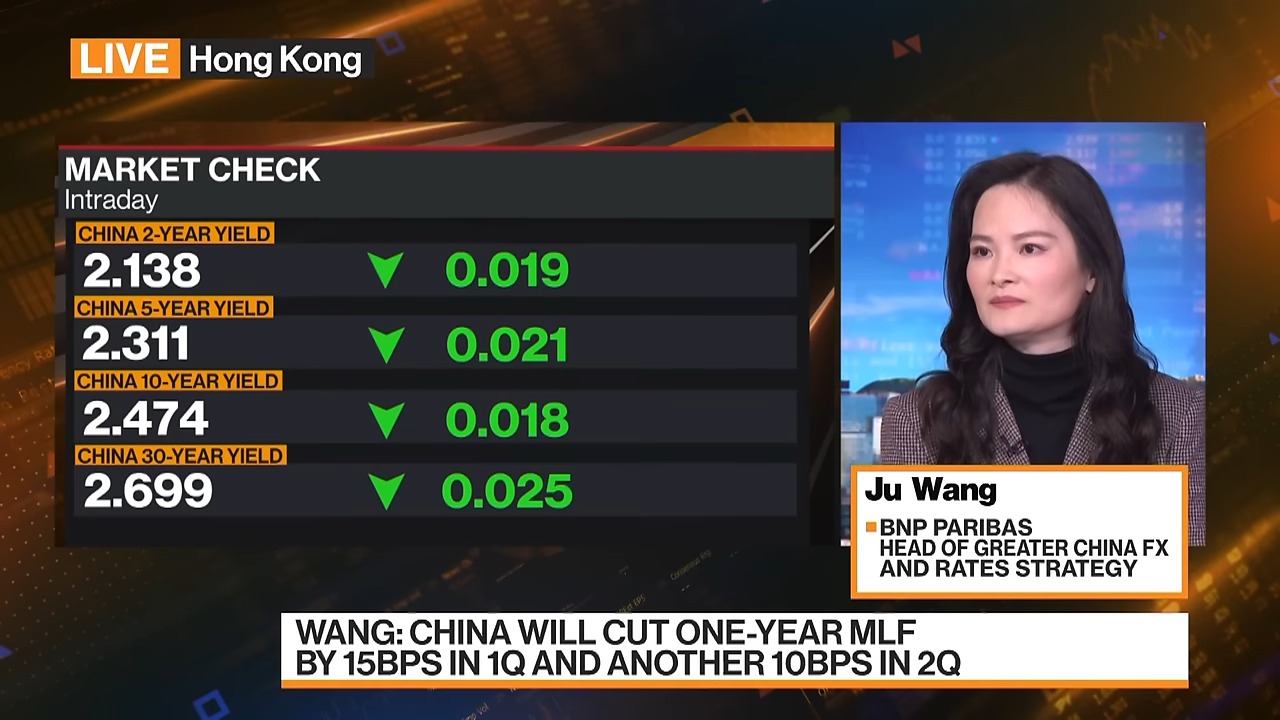 LIVE Hong Kong
MARKET CHECK
Intraday
CHINA 2-YEAR YIELD
2.138 ▼ 0.019
CHINA 5-YEAR YIELD
2.311 ▼ 0.021
CHINA 10-YEAR YIELD
2.474 ▼ 0.018
CHINA 30-YEAR YIELD
2.699 ▼ 0.025
Ju Wang
BNP PARIBAS
HEAD OF GREATER CHINA FX
AND RATES STRATEGY
WANG: CHINA WILL CUT ONE-YEAR MLF
BY 15BPS IN 1Q AND ANOTHER 10BPS IN 2Q